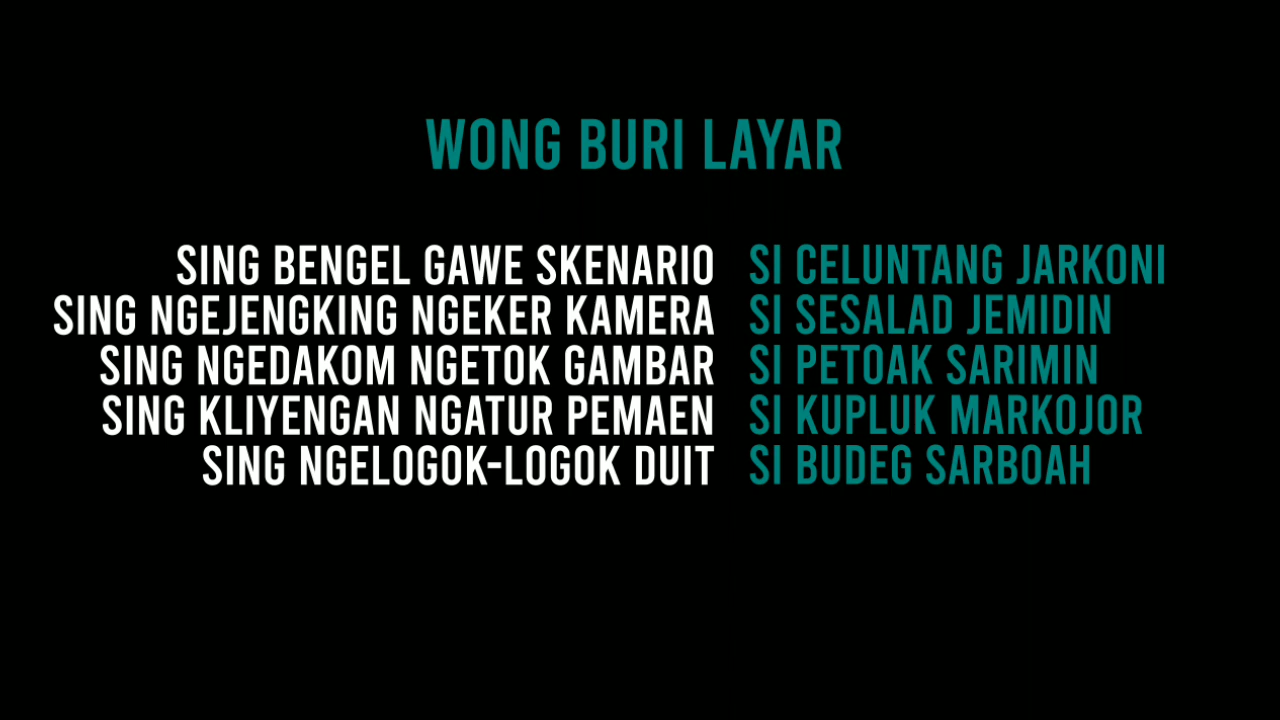 WONG BURI LAYAR
SING BENGEL GAWE SKENARIO SI CELUNTANG JARKONI
SING NGEJENGKING NGEKER KAMERA SI SESALAD JEMIDIN
SING NGEDAKOM NGETOK GAMBAR SI PETOAK SARIMIN
SING KLIYENGAN NGATUR PEMAEN SI KUPLUK MARKOJOR
SING NGELOGOK-LOGOK DUIT SI BUDEG SARBOAH